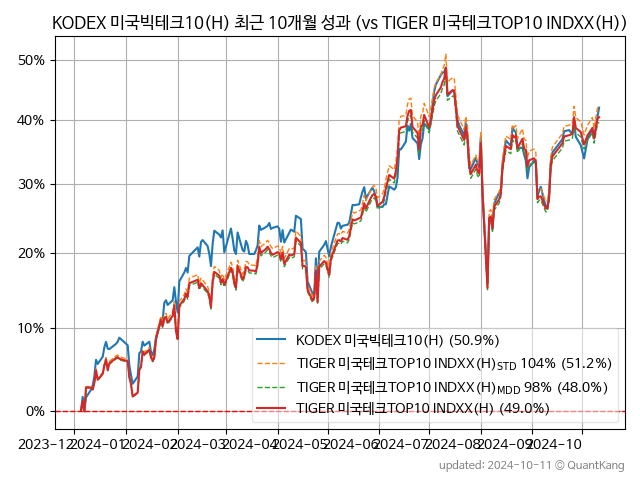 KODEX 미국빅테크10(H) 최근 10개월 성과 (vs TIGER 미국테크TOP10 INDXX(H))
50%
40%
30%
20%
10%
0%
KODEX 미국빅테크10(H) (50.9%)
TIGER 미국테크TOP10 INDXX(H)STD 104% (51.2%)
TIGER 미국테크TOP10 INDXX(H)MDD 98% (48.0%)
TIGER 미국테크TOP10 INDXX(H) (49.0%)
2023-12 2024-01 2024-02 2024-03 2024-04 2024-05 2024-06 2024-07 2024-08 2024-09 2024-10
updated: 2024-10-11 © QuantKang